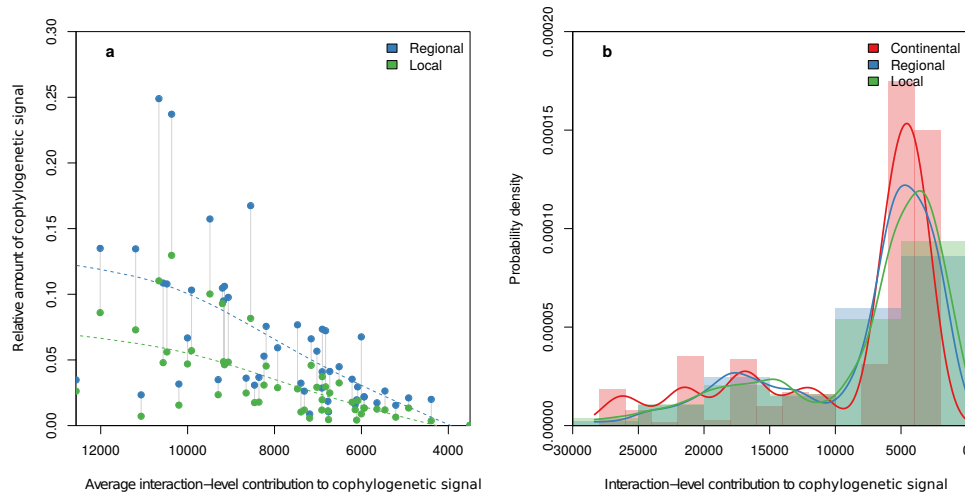 a
Regional
Local
Relative amount of cophylogenetic signal
0.00
0.05
0.10
0.15
0.20
0.25
0.30
12000
10000
8000
6000
4000
Average interaction−level contribution to cophylogenetic signal
b
Continental
Regional
Local
Probability density
0.00000
0.00005
0.00010
0.00015
0.00020
30000
25000
20000
15000
10000
5000
Interaction−level contribution to cophylogenetic signal